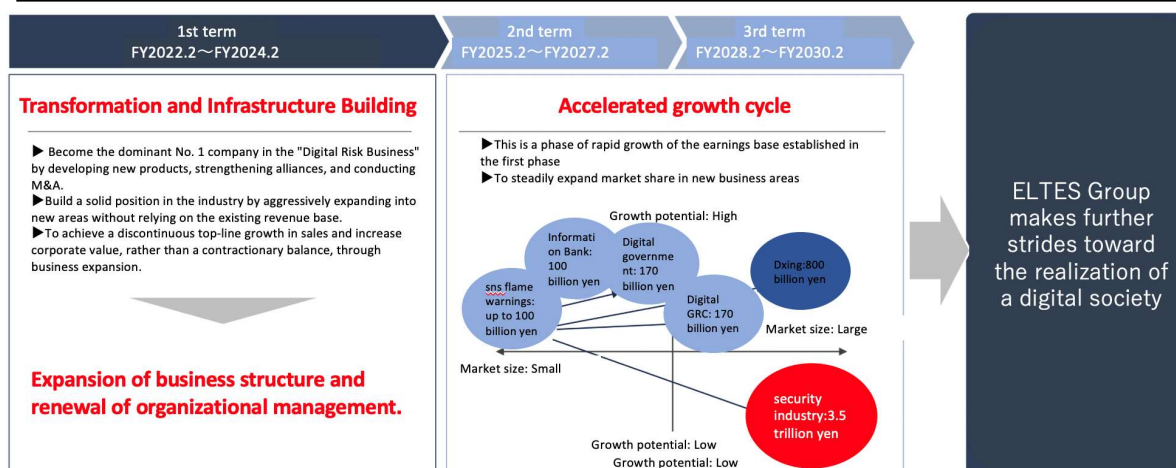 1st term
FY2022.2～FY2024.2
2nd term
FY2025.2～FY2027.2
3rd term
FY2028.2～FY2030.2
Transformation and Infrastructure Building
▶ Become the dominant No. 1 company in the "Digital Risk Business"
by developing new products, strengthening alliances, and conducting
M&A.
▶Build a solid position in the industry by aggressively expanding into
new areas without relying on the existing revenue base.
▶To achieve a discontinuous top-line growth in sales and increase
corporate value, rather than a contractionary balance, through
business expansion.
Expansion of business structure and
renewal of organizational management.
Accelerated growth cycle
▶This is a phase of rapid growth of the earnings base established in
the first phase
▶To steadily expand market share in new business areas
Growth potential: High
Informati
on Bank:
100
billion yen
Digital
governme
nt: 170
billion yen
Dxing:800
billion yen
sns flame
warnings:
up to 100
billion yen
Digital
GRC: 170
billion yen
Market size: Large
Market size: Small
security
industry:3.5
trillion yen
Growth potential: Low
Growth potential: Low
ELTES Group
makes further
strides toward
the realization of
a digital society